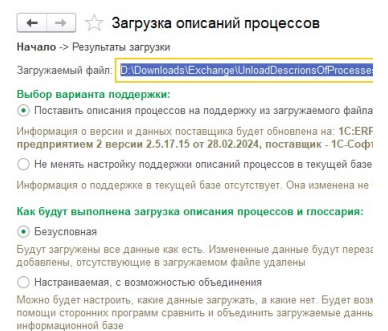 Загрузка описаний процессов
Начало -> Результаты загрузки
Загружаемый файл: D:\Downloads\Exchange\UnloadDescrionsOfProcesses
Выбор варианта поддержки:
Поставить описания процессов на поддержку из загружаемого файла
Информация о версии и данных поставщика будет обновлена на: 1С:ERP
предприятием 2 версии 2.5.17.15 от 28.02.2024, поставщик - 1С-Софт
Не менять настройку поддержки описаний процессов в текущей базе
Информация о поддержке в текущей базе отсутствует. Она изменена не
Как будут выполнена загрузка описания процессов и глоссария:
Безусловная
Будут загружены все данные как есть. Измененные данные будут
добавлены, отсутствующие в загружаемом файле удалены
Настраиваемая, с возможностью объединения
Можно будет настроить, какие данные загружать, а какие нет. Будет
помощи сторонних программ сравнить и объединить загружаемые
информационной базе